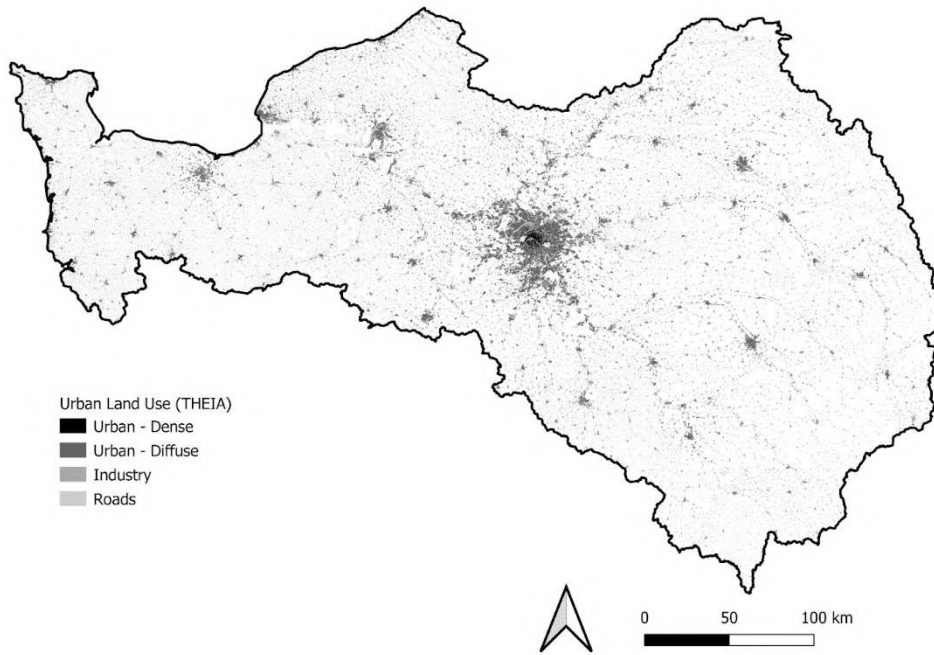 Urban Land Use (THEIA)
Urban - Dense
Urban - Diffuse
Industry
Roads
0 50 100 km